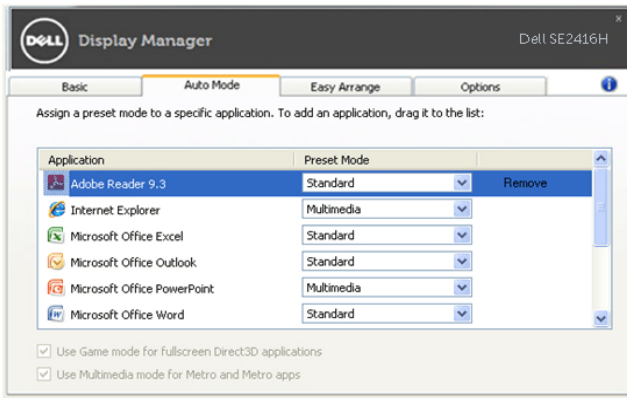 DELL Display Manager Dell SE2416H
Basic Auto Mode Easy Arrange Options
Assign a preset mode to a specific application. To add an application, drag it to the list:
Application Preset Mode
Adobe Reader 9.3 Standard Remove
Internet Explorer Multimedia
Microsoft Office Excel Standard
Microsoft Office Outlook Standard
Microsoft Office PowerPoint Multimedia
Microsoft Office Word Standard
Use Game mode for fullscreen Direct3D applications
Use Multimedia mode for Metro and Metro apps